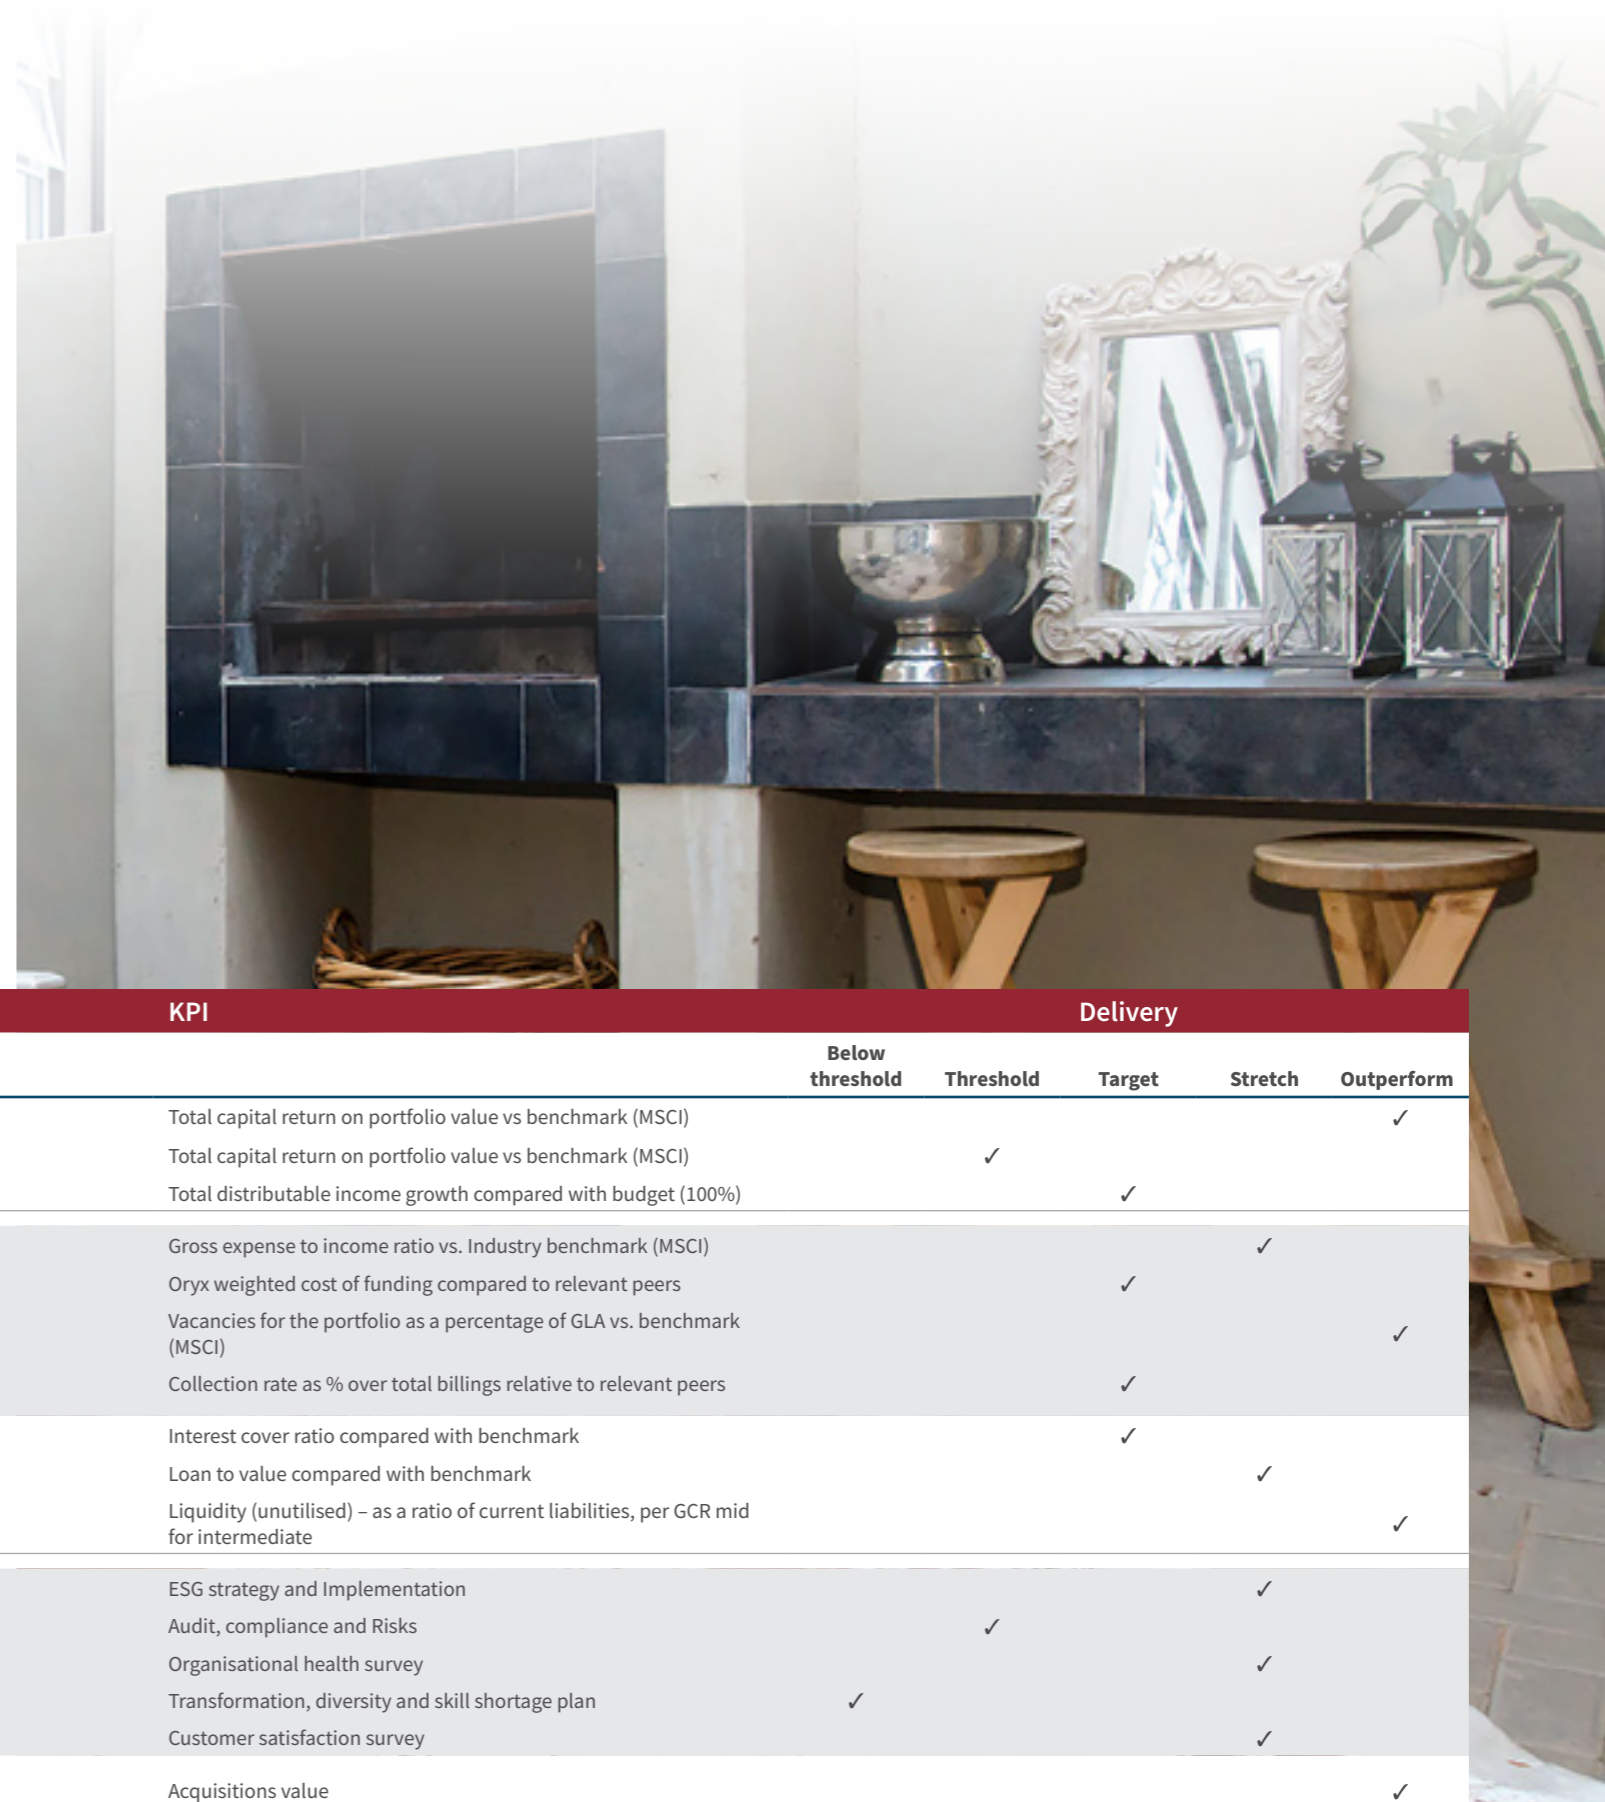 KPI Delivery
Below
threshold Threshold Target Stretch Outperform
Total capital return on portfolio value vs benchmark (MSCI) ✓
Total capital return on portfolio value vs benchmark (MSCI) ✓
Total distributable income growth compared with budget (100%) ✓
Gross expense to income ratio vs. Industry benchmark (MSCI) ✓
Oryx weighted cost of funding compared to relevant peers ✓
Vacancies for the portfolio as a percentage of GLA vs. benchmark
(MSCI) ✓
Collection rate as % over total billings relative to relevant peers ✓
Interest cover ratio compared with benchmark ✓
Loan to value compared with benchmark ✓
Liquidity (unutilised) – as a ratio of current liabilities, per GCR mid
for intermediate ✓
ESG strategy and Implementation ✓
Audit, compliance and Risks ✓
Organisational health survey ✓
Transformation, diversity and skill shortage plan ✓
Customer satisfaction survey ✓
Acquisitions value ✓